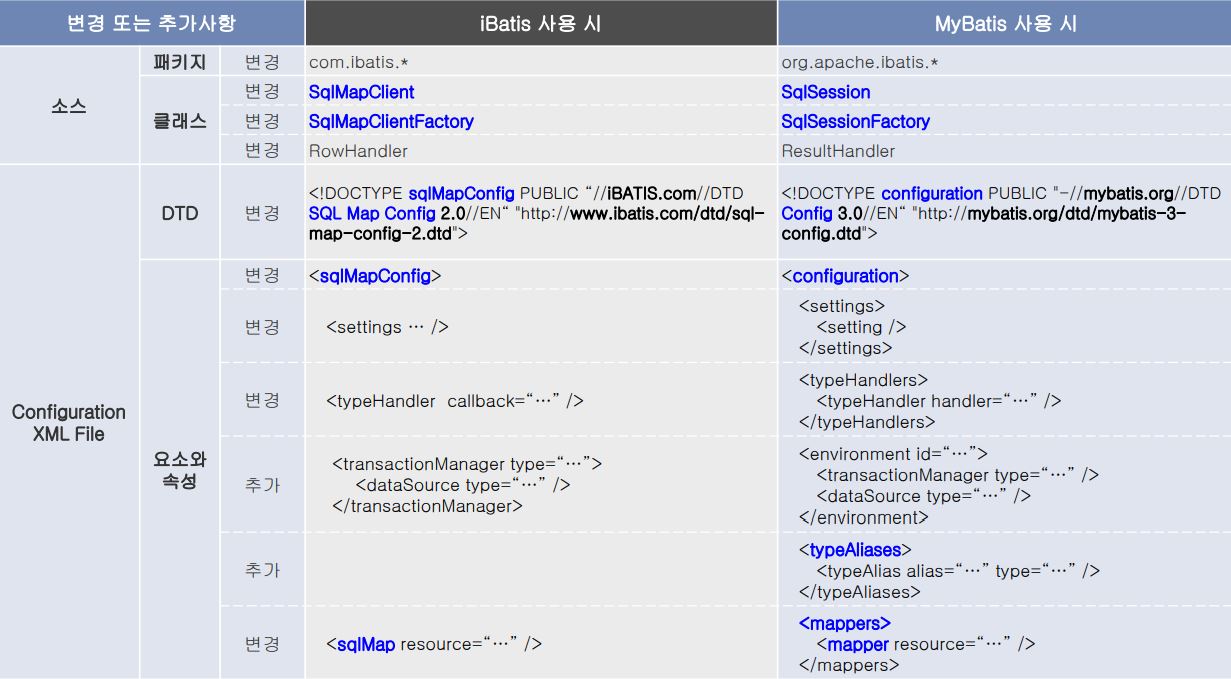 변경 또는 추가사항 iBatis 사용 시 MyBatis 사용 시
소스 패키지 변경 com.ibatis.* org.apache.ibatis.*
클래스 변경 SqlMapClient SqlSession
변경 SqlMapClientFactory SqlSessionFactory
변경 RowHandler ResultHandler
Configuration
XML File
DTD 변경
<!DOCTYPE sqlMapConfig PUBLIC “//iBATIS.com//DTD
SQL Map Config 2.0//EN“ "http://www.ibatis.com/dtd/sql-
map-config-2.dtd">
<!DOCTYPE configuration PUBLIC "-//mybatis.org//DTD
Config 3.0//EN“ "http://mybatis.org/dtd/mybatis-3-
config.dtd">
요소와
속성
변경 <sqlMapConfig> <configuration>
변경 <settings … />
<settings>
<setting />
</settings>
변경 <typeHandler callback=“…” />
<typeHandlers>
<typeHandler handler=“…” />
</typeHandlers>
추가
<transactionManager type=“…”>
<dataSource type=“…” />
</transactionManager>
<environment id=“…”>
<transactionManager type=“…” />
<dataSource type=“…” />
</environment>
추가
<typeAliases>
<typeAlias alias=“…” type=“…” />
</typeAliases>
변경 <sqlMap resource=“…” />
<mappers>
<mapper resource=“…” />
</mappers>